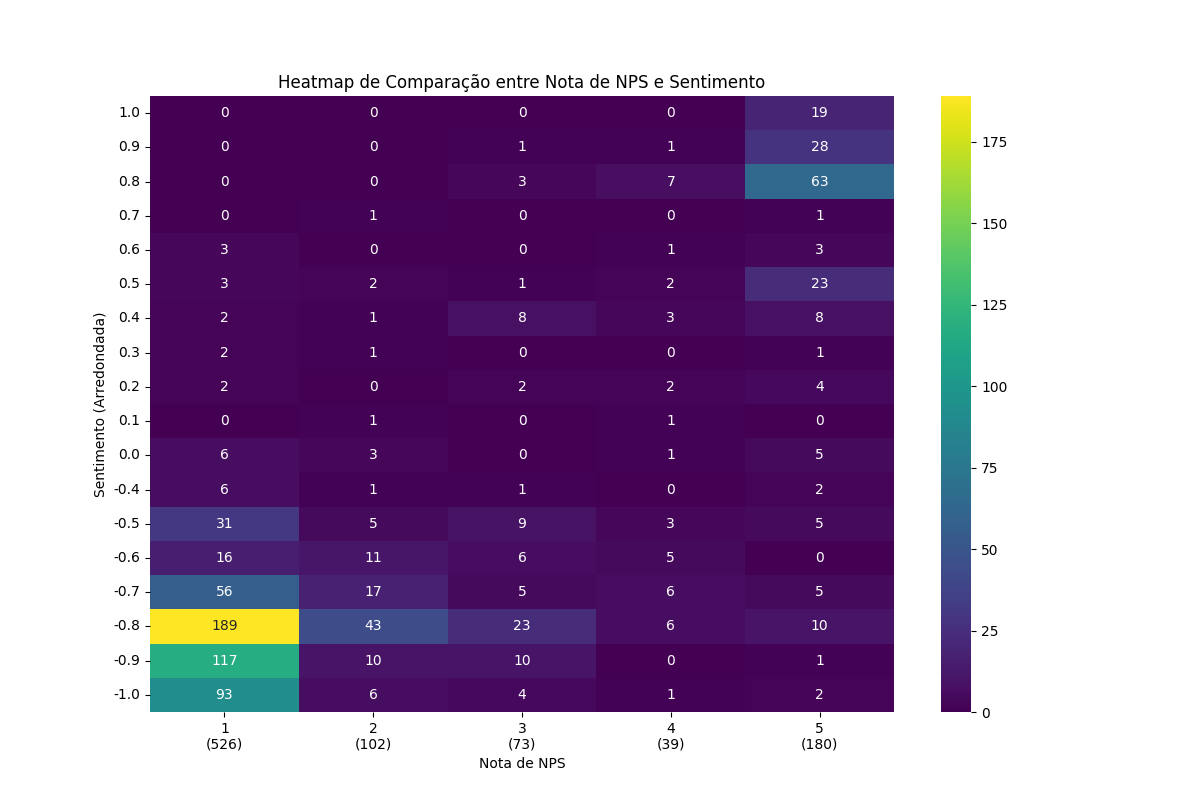 Heatmap de Comparação entre Nota de NPS e Sentimento
1.0 0 0 0 0 19
0.9 0 0 1 1 28
0.8 0 0 3 7 63
0.7 0 1 0 0 1
0.6 3 0 0 1 3
0.5 3 2 1 2 23
0.4 2 1 8 3 8
0.3 2 1 0 0 1
0.2 2 0 2 2 4
0.1 0 1 0 1 0
0.0 6 3 0 1 5
-0.4 6 1 1 0 2
-0.5 31 5 9 3 5
-0.6 16 11 6 5 0
-0.7 56 17 5 6 5
-0.8 189 43 23 6 10
-0.9 117 10 10 0 1
-1.0 93 6 4 1 2
1 2 3 4 5
(526) (102) (73) (39) (180)
Nota de NPS
Sentimento (Arredondada)
175
150
125
100
75
50
25
0